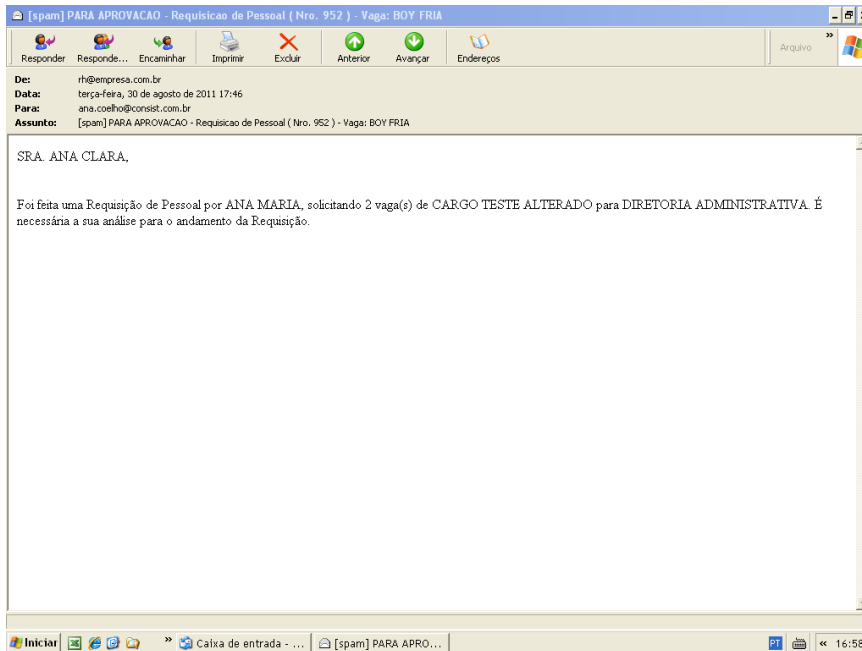 [spam] PARA APROVACAO - Requisicao de Pessoal ( Nro. 952 ) - Vaga: BOY FRIA
Responder Responde... Encaminhar Imprimir Excluir Anterior Avançar Endereços Arquivo »
De: rh@empresa.com.br
Data: terça-feira, 30 de agosto de 2011 17:46
Para: ana.coelho@consist.com.br
Assunto: [spam] PARA APROVACAO - Requisicao de Pessoal ( Nro. 952 ) - Vaga: BOY FRIA
SRA. ANA CLARA,
Foi feita uma Requisição de Pessoal por ANA MARIA, solicitando 2 vaga(s) de CARGO TESTE ALTERADO para DIRETORIA ADMINISTRATIVA. É
necessária a sua análise para o andamento da Requisição.
Iniciar » Caixa de entrada - ... [spam] PARA APRO... PT « 16:58